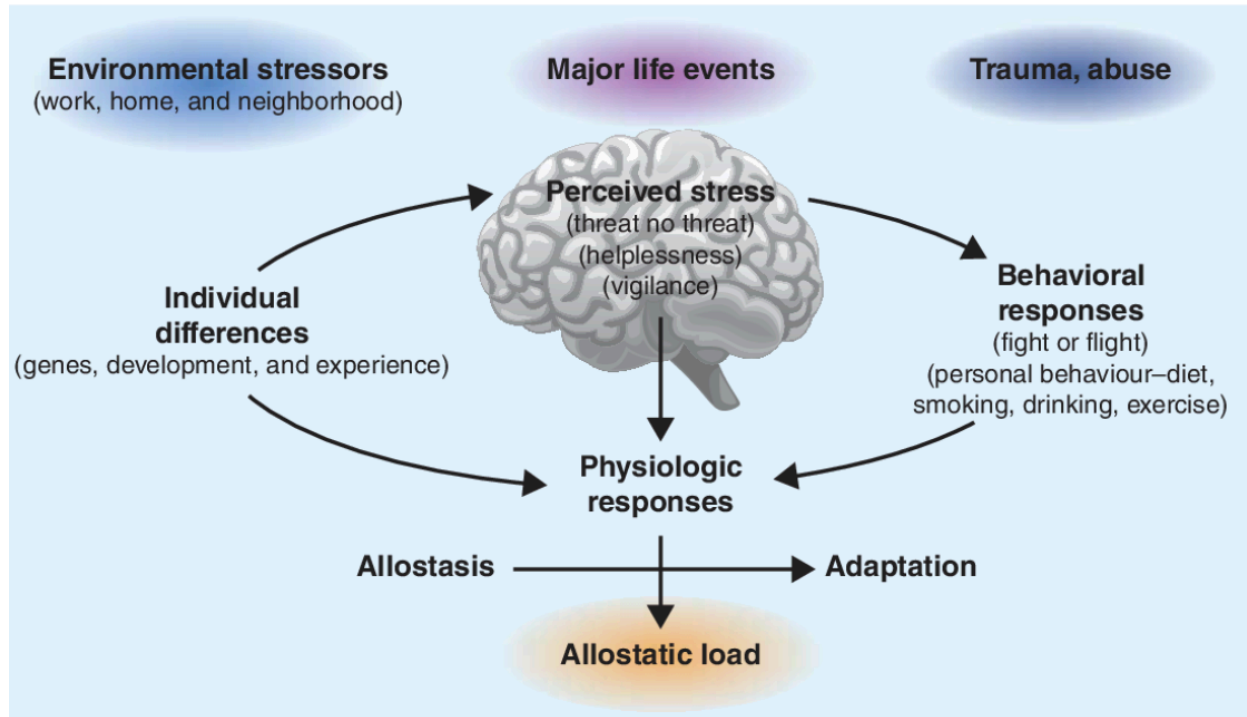 Environmental stressors
(work, home, and neighborhood)
Major life events
Trauma, abuse
Perceived stress
(threat no threat)
(helplessness)
(vigilance)
Individual
differences
(genes, development, and experience)
Behavioral
responses
(fight or flight)
(personal behaviour–diet,
smoking, drinking, exercise)
Physiologic
responses
Allostasis
Adaptation
Allostatic load